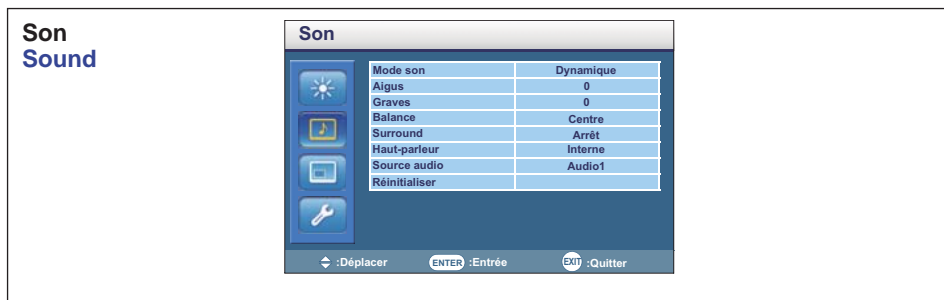 Son
Sound
Son
Mode son Dynamique
Aigus 0
Graves 0
Balance Centre
Surround Arrêt
Haut-parleur Interne
Source audio Audio1
Réinitialiser
:Déplacer ENTER :Entrée EXIT :Quitter